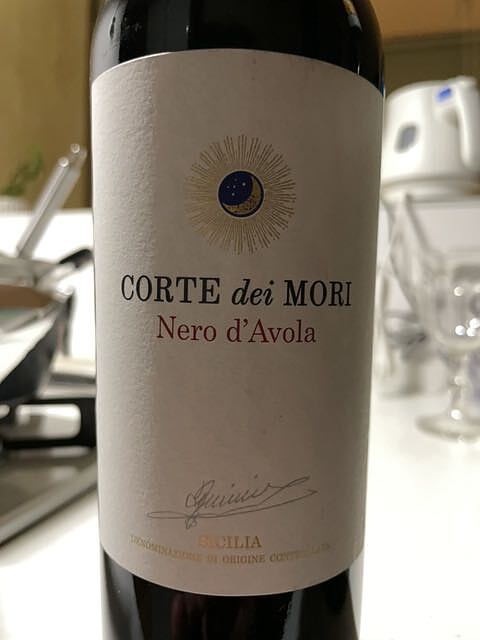 CORTE dei MORI
Nero d'Avola
SICILIA
DENOMINAZIONE DI ORIGINE CONTROLLATA